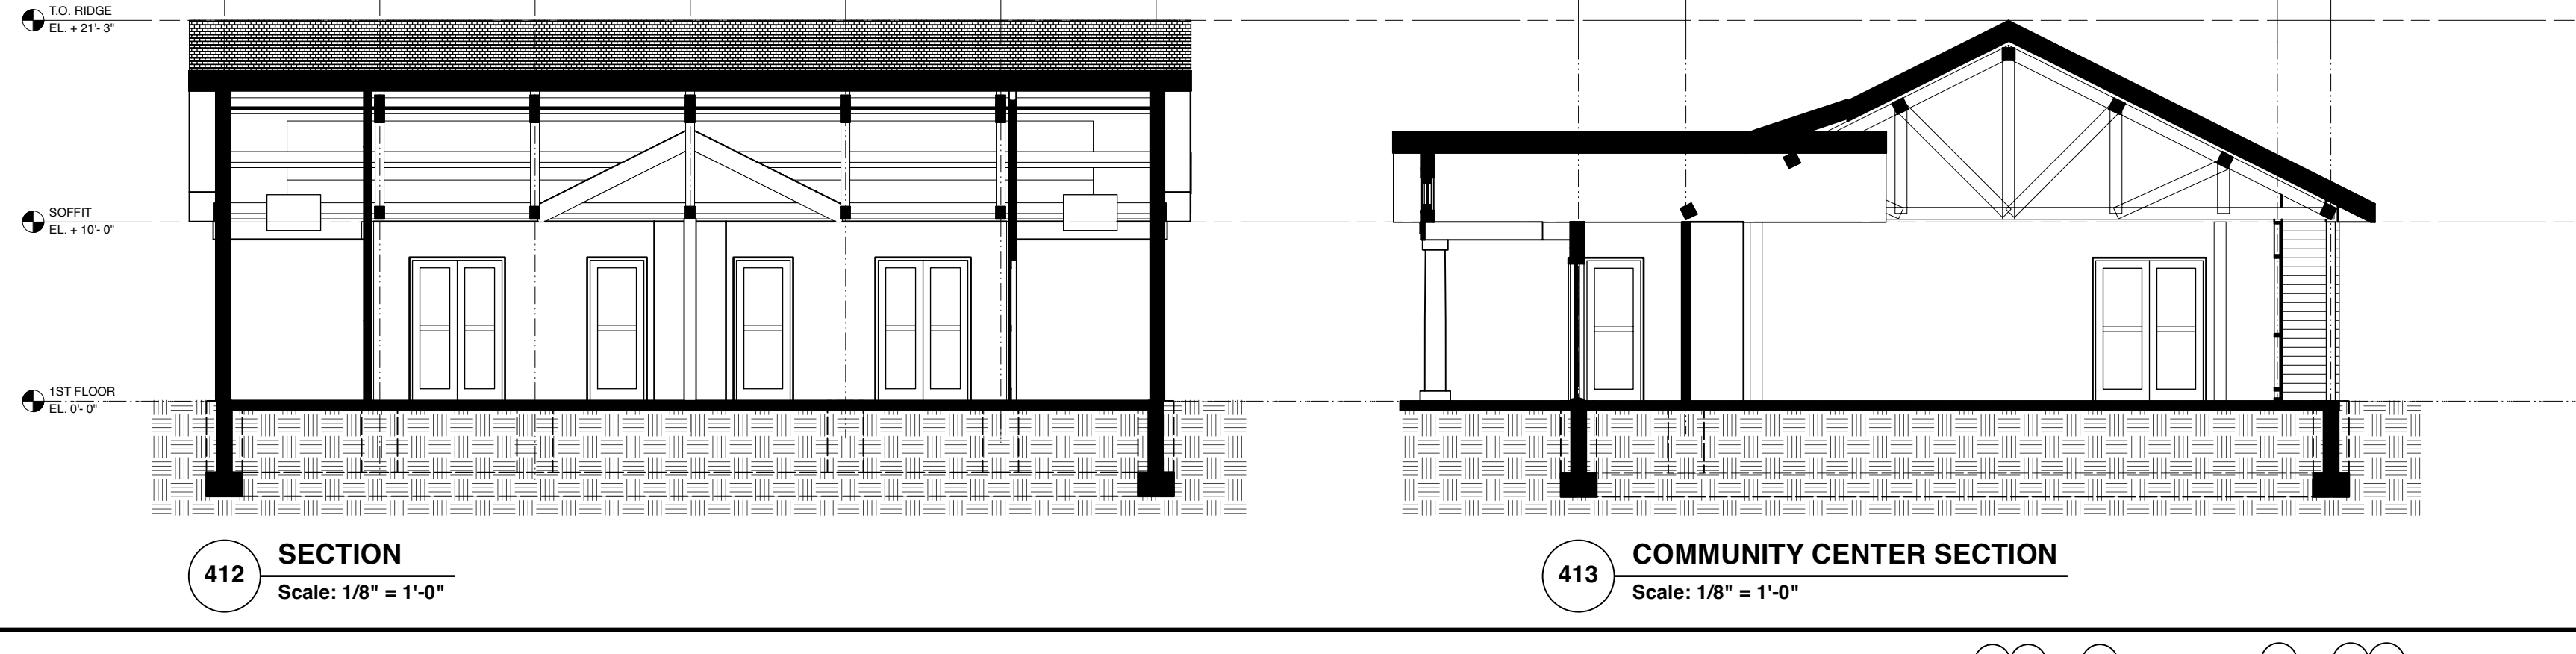 T.O. RIDGE
EL. + 21'- 3"
SOFFIT
EL. + 10'- 0"
1ST FLOOR
EL. 0'- 0"
412
SECTION
Scale: 1/8" = 1'-0"
413
COMMUNITY CENTER SECTION
Scale: 1/8" = 1'-0"